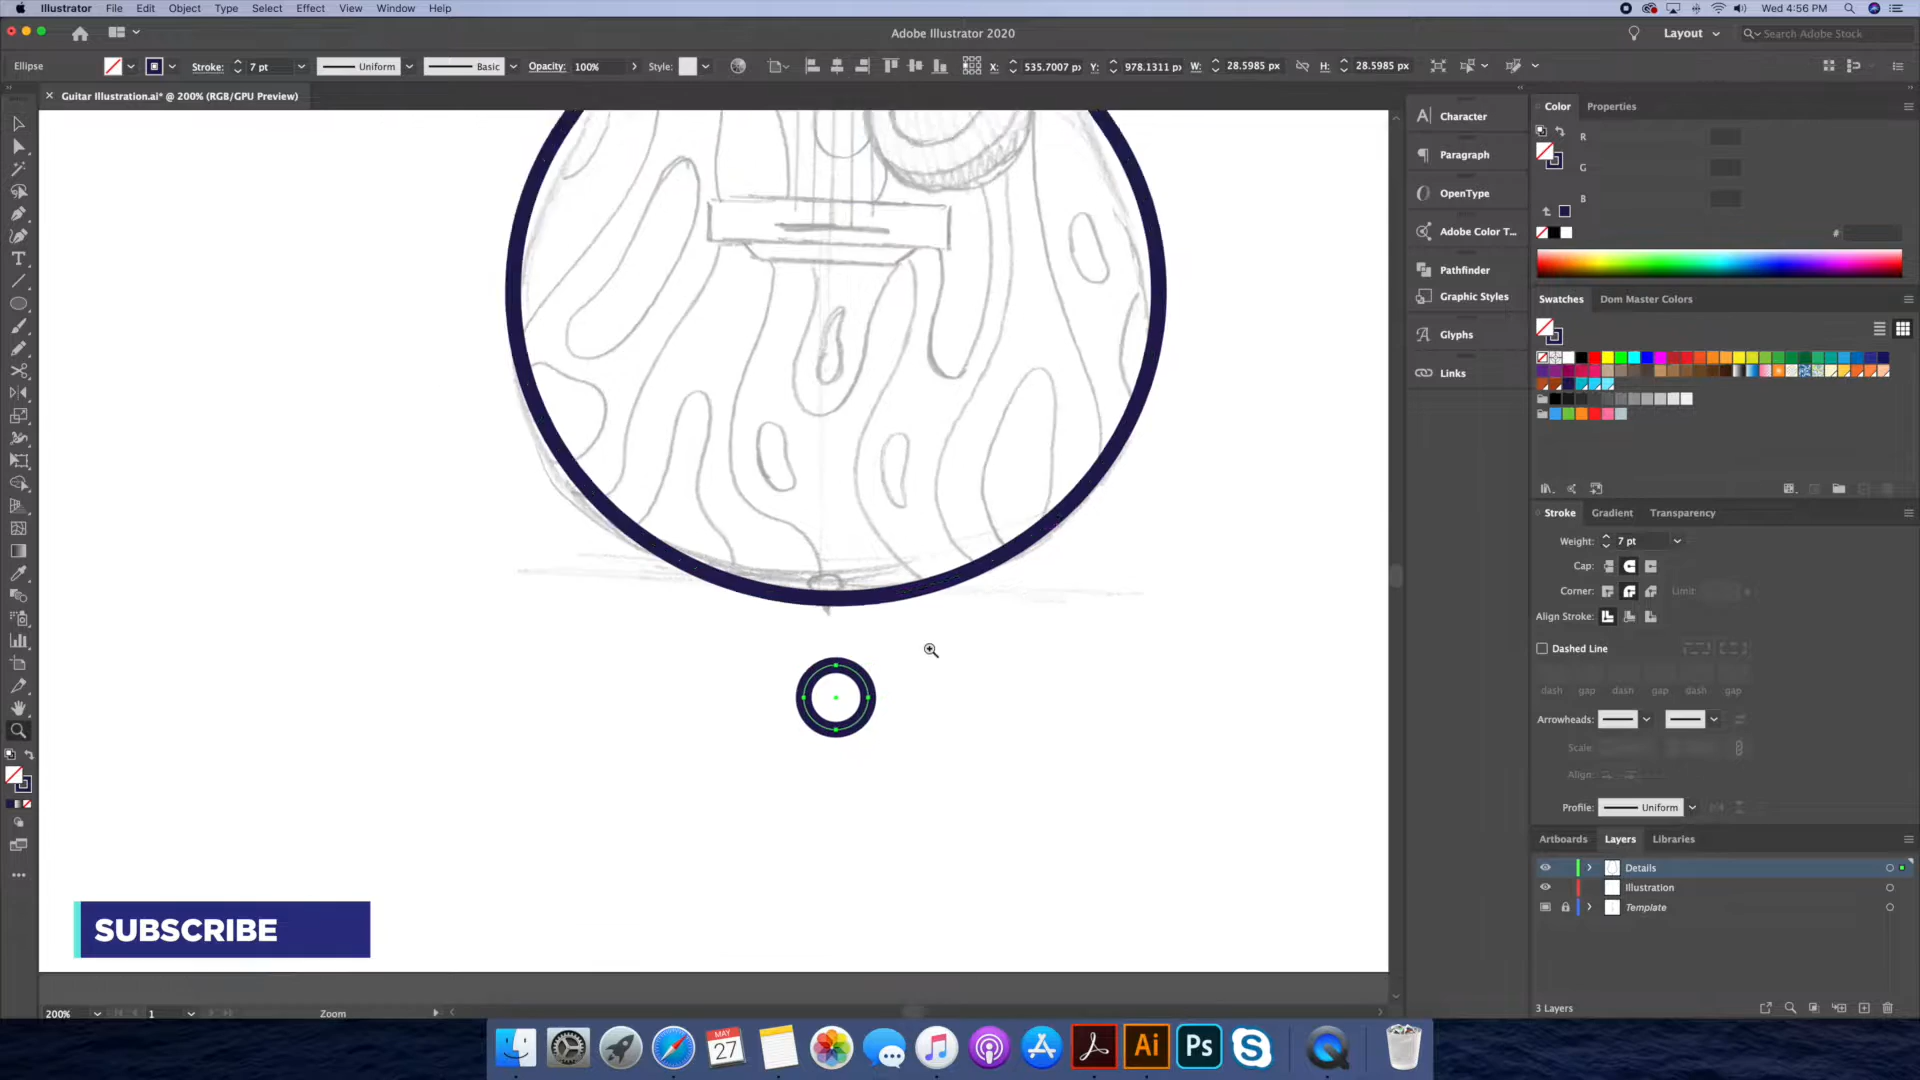 Illustrator File Edit Object Type Select Effect View Window Help Wed 4:56 PM
Adobe Illustrator 2020 Layout Search Adobe Stock
Ellipse Stroke: 7 pt Uniform Basic Opacity: 100% Style: X: 535.7007 p Y: 978.1311 p W: 28.5985 px H: 28.5985 px
Guitar Illustration.ai* @ 200% (RGB/GPU Preview)
Character
Paragraph
OpenType
Adobe Color T...
Pathfinder
Graphic Styles
Glyphs
Links
Color Properties
R
G
B
#
Swatches Dom Master Colors
Stroke Gradient Transparency
Weight: 7 pt
Cap:
Corner: Limit:
Align Stroke:
Dashed Line
dash gap dash gap dash gap
Arrowheads:
Scale:
Align:
Profile: Uniform
Artboards Layers Libraries
Details
Illustration
Template
3 Layers
SUBSCRIBE
200% 1 Zoom
MAY
27
Ai
Ps